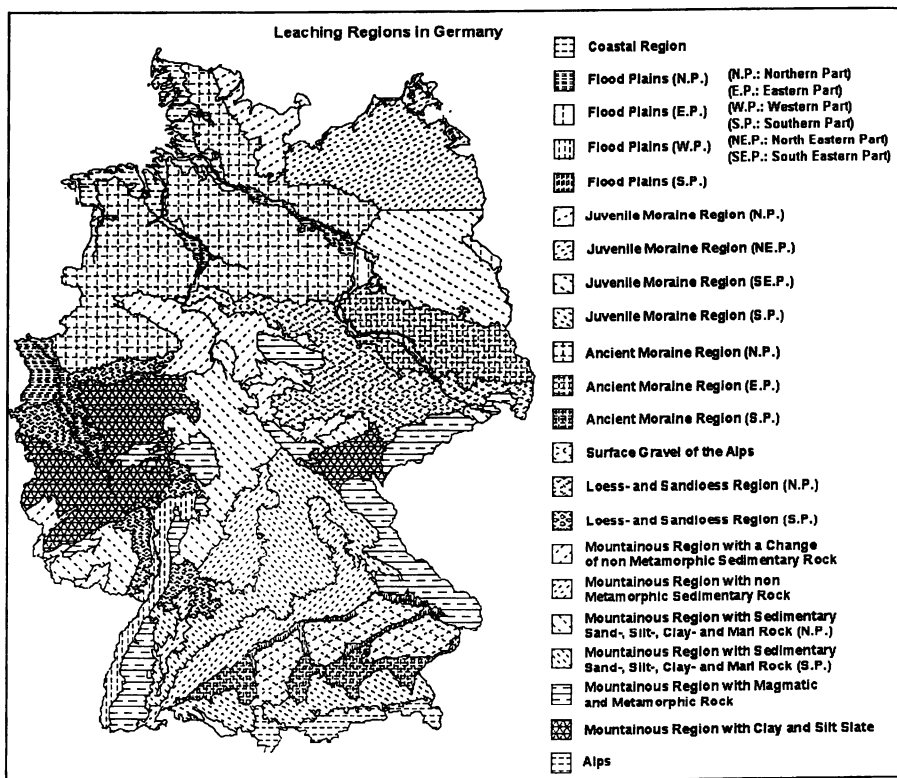 Leaching Regions in Germany
Coastal Region
Flood Plains (N.P.) (N.P.: Northern Part)
(E.P.: Eastern Part)
Flood Plains (E.P.) (W.P.: Western Part)
(S.P.: Southern Part)
Flood Plains (W.P.) (NE.P.: North Eastern Part)
(SE.P.: South Eastern Part)
Flood Plains (S.P.)
Juvenile Moraine Region (N.P.)
Juvenile Moraine Region (NE.P.)
Juvenile Moraine Region (SE.P.)
Juvenile Moraine Region (S.P.)
Ancient Moraine Region (N.P.)
Ancient Moraine Region (E.P.)
Ancient Moraine Region (S.P.)
Surface Gravel of the Alps
Loess- and Sandloess Region (N.P.)
Loess- and Sandloess Region (S.P.)
Mountainous Region with a Change
of non Metamorphic Sedimentary
Rock
Mountainous Region with non
Metamorphic Sedimentary
Rock
Mountainous Region with Sedimentary
Sand-, Silt-, Clay- and Marl Rock (N.P.)
Mountainous Region with Sedimentary
Sand-, Silt-, Clay- and Marl Rock (S.P.)
Mountainous Region with Magmatic
and Metamorphic Rock
Mountainous Region with Clay and Silt Slate
Alps